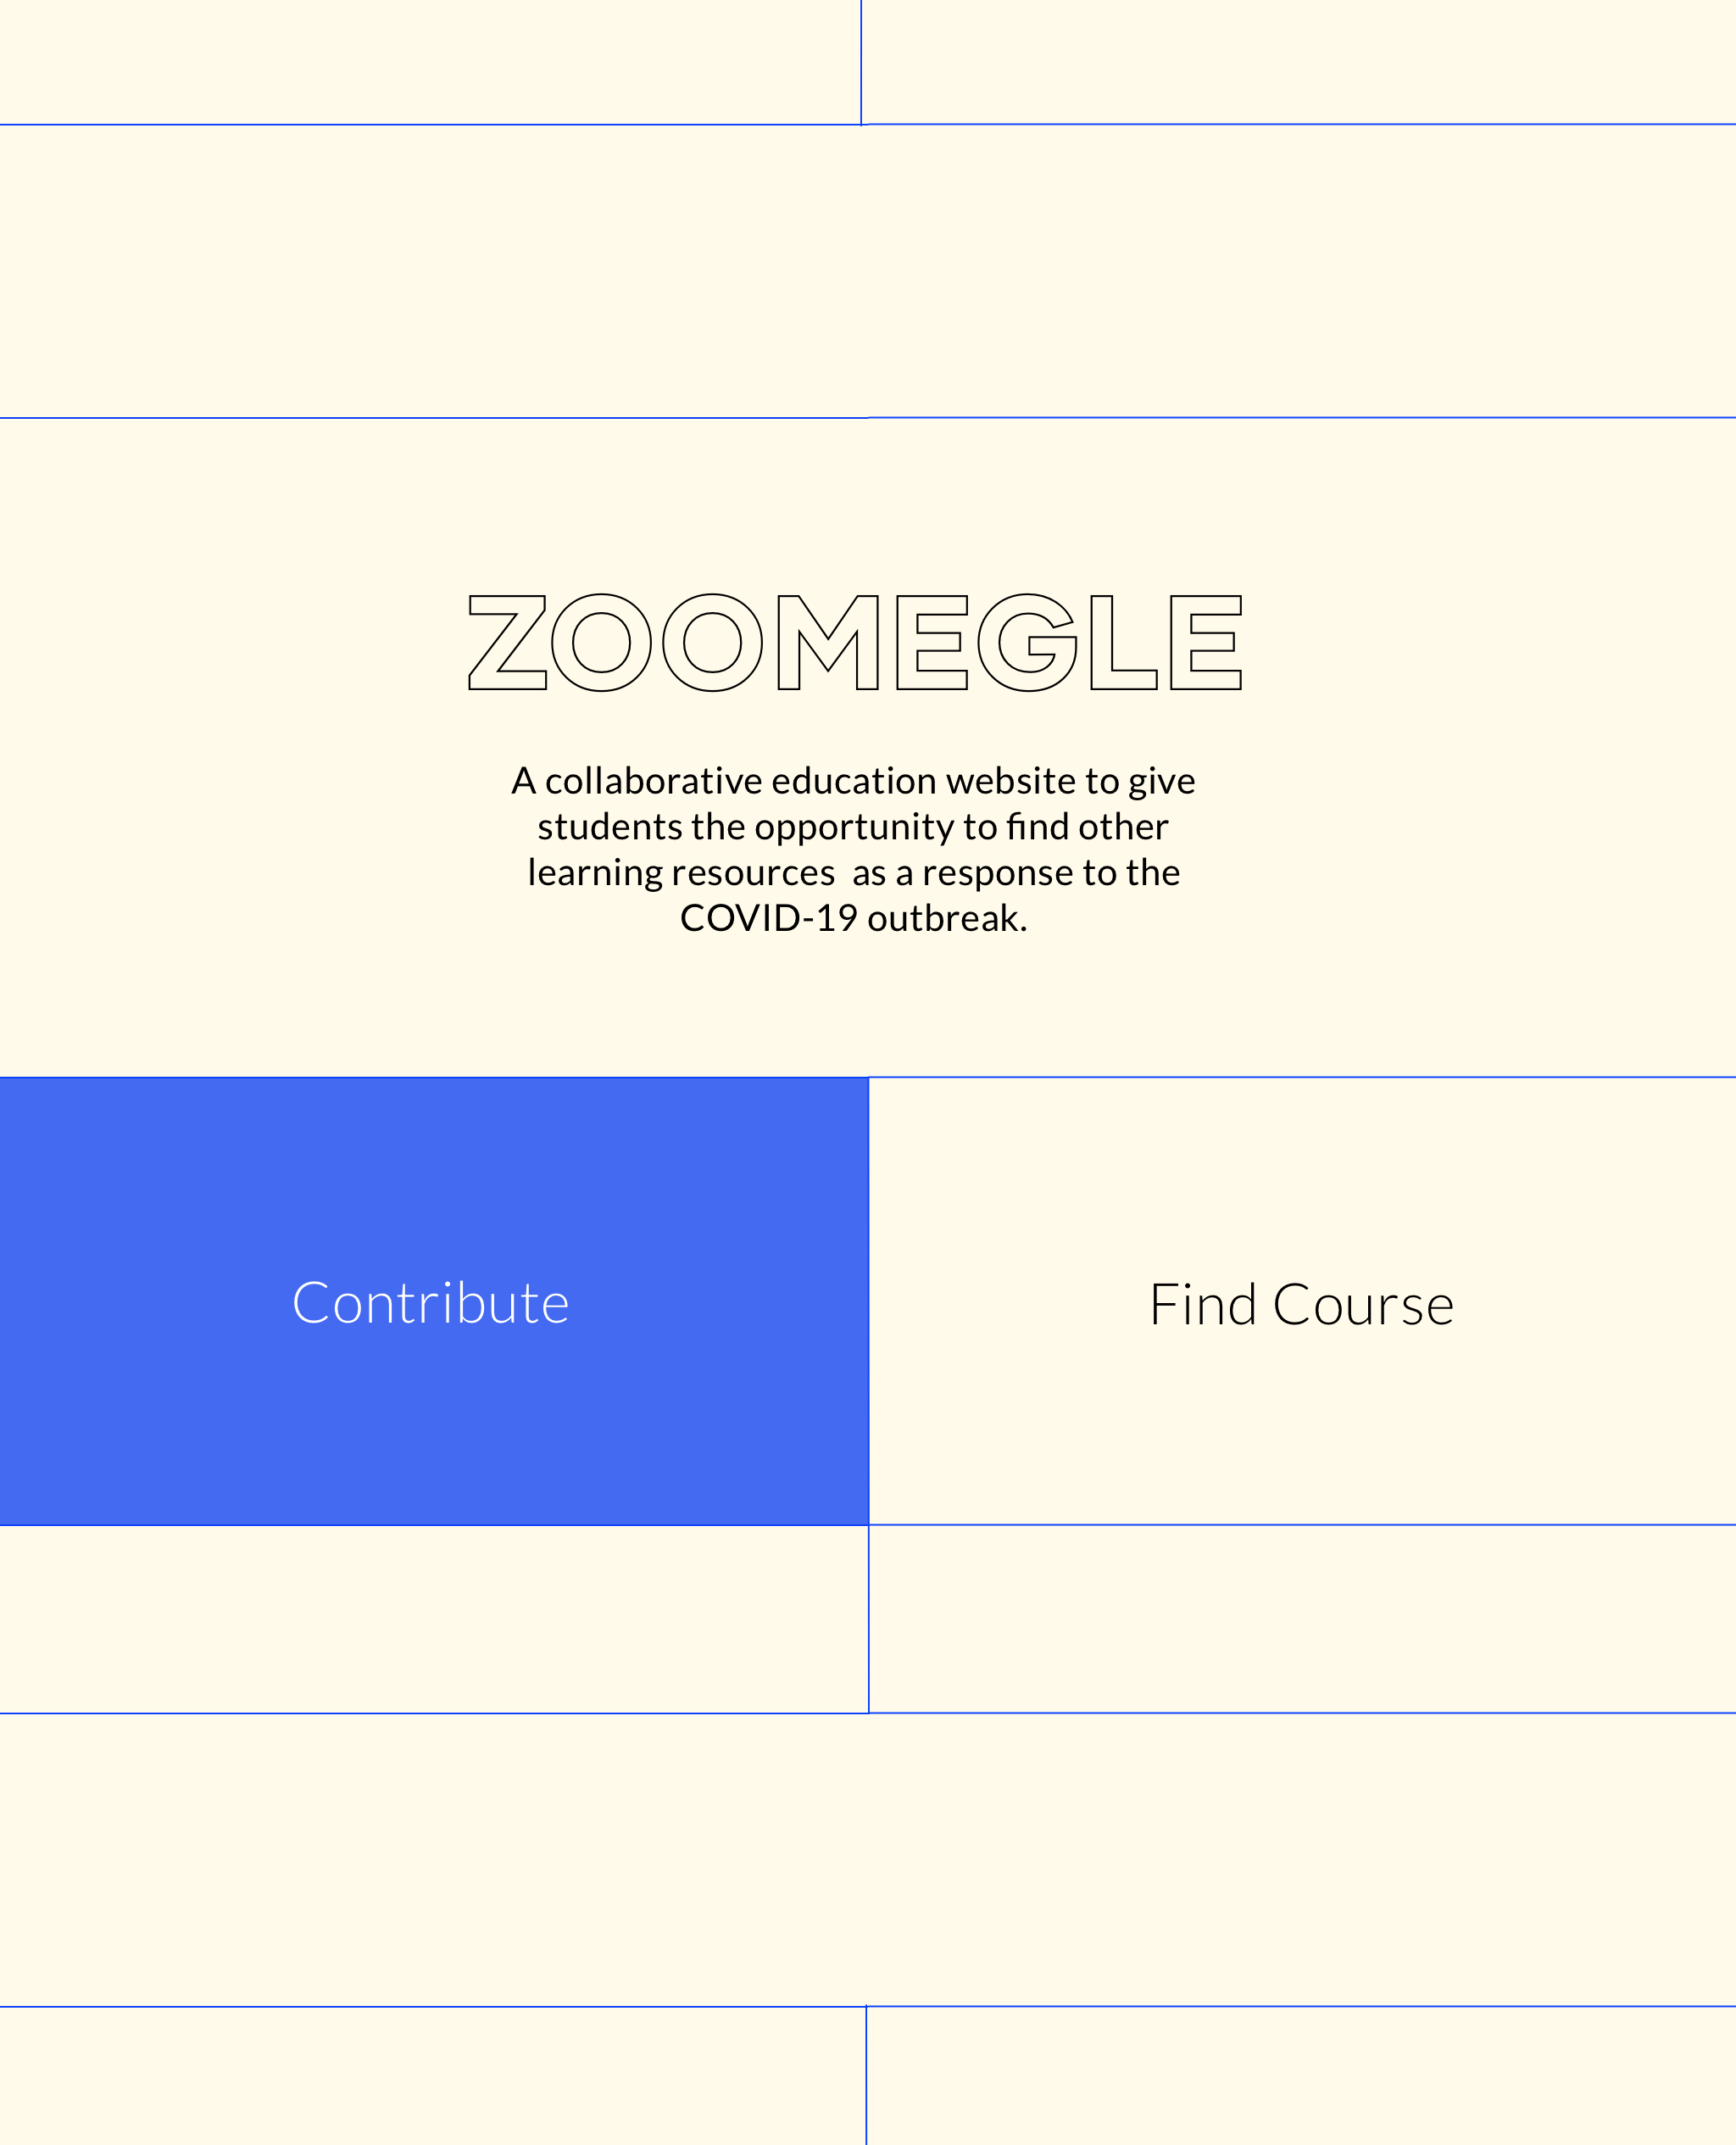 ZOOMEGLE
A collaborative education website to give
students the opportunity to find other
learning resources  as a response to the
COVID-19 outbreak.
Contribute
Find Course